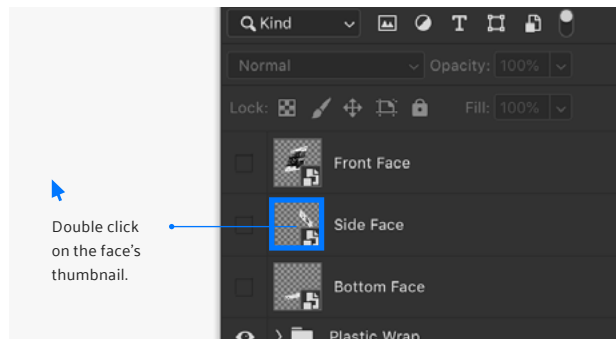 Kind
Normal Opacity: 100%
Lock: Fill: 100%
Front Face
Side Face
Double click
on the face’s
thumbnail.
Bottom Face
Plastic Wrap